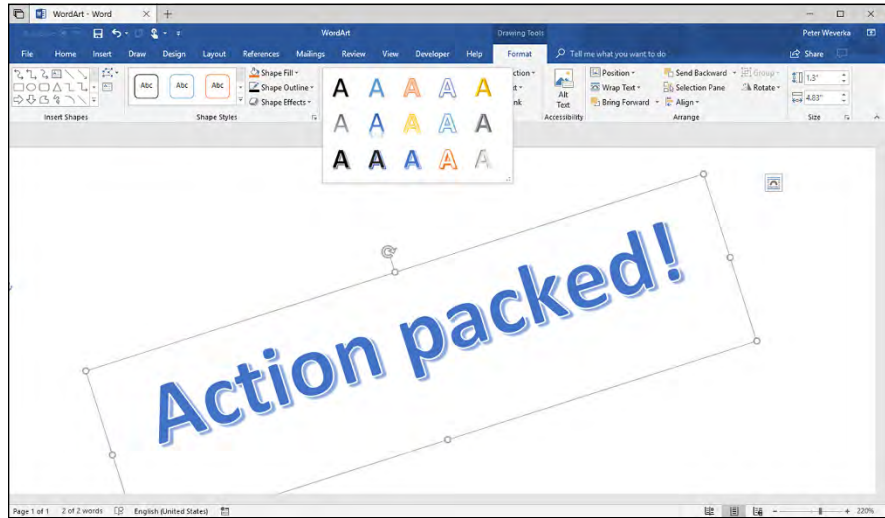 WordArt - Word
WordArt
Drawing Tools
Peter Weverka
File Home Insert Draw Design Layout References Mailings Review View Developer Help Format Tell me what you want to do Share
Abc Abc Abc
Shape Fill
Shape Outline
Shape Effects
A A A A A
A A A A A
A A A A A
Alt
Text
Position
Wrap Text
Bring Forward
Send Backward
Selection Pane
Align
Group
Rotate
1.3"
4.83"
Insert Shapes Shape Styles Accessibility Arrange Size
Action packed!
Page 1 of 1 2 of 2 words English (United States) 220%